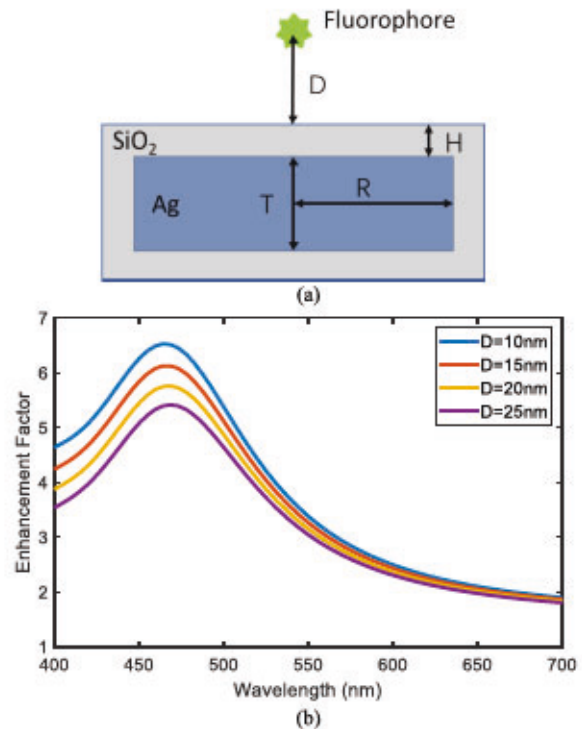 Fluorophore
D
SiO₂
H
Ag
T
R
(a)
7
6
5
4
3
2
1
Enhancement Factor
D=10nm
D=15nm
D=20nm
D=25nm
400
450
500
550
600
650
700
Wavelength (nm)
(b)